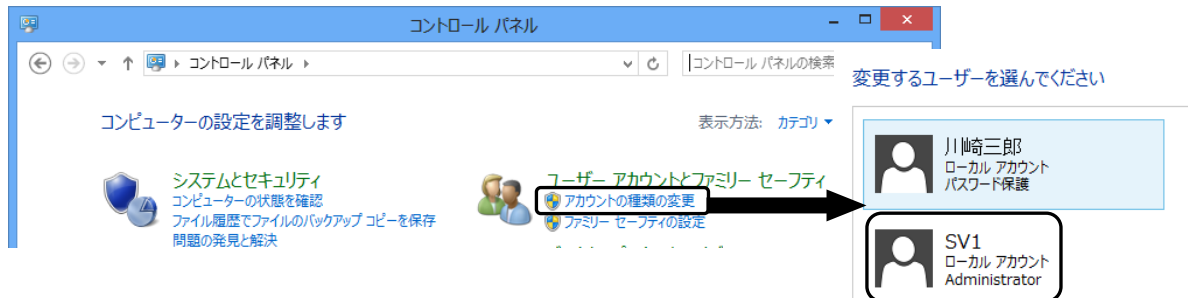 コントロール パネル
コントロール パネル
コントロール パネルの検索
変更するユーザーを選んでください
コンピューターの設定を調整します
表示方法: カテゴリ
システムとセキュリティ
コンピューターの状態を確認
ファイル履歴でファイルのバックアップ コピーを保存
問題の発見と解決
ユーザー アカウントとファミリー セーフティ
アカウントの種類の変更
ファミリー セーフティの設定
川崎三郎
ローカル アカウント
パスワード保護
SV1
ローカル アカウント
Administrator